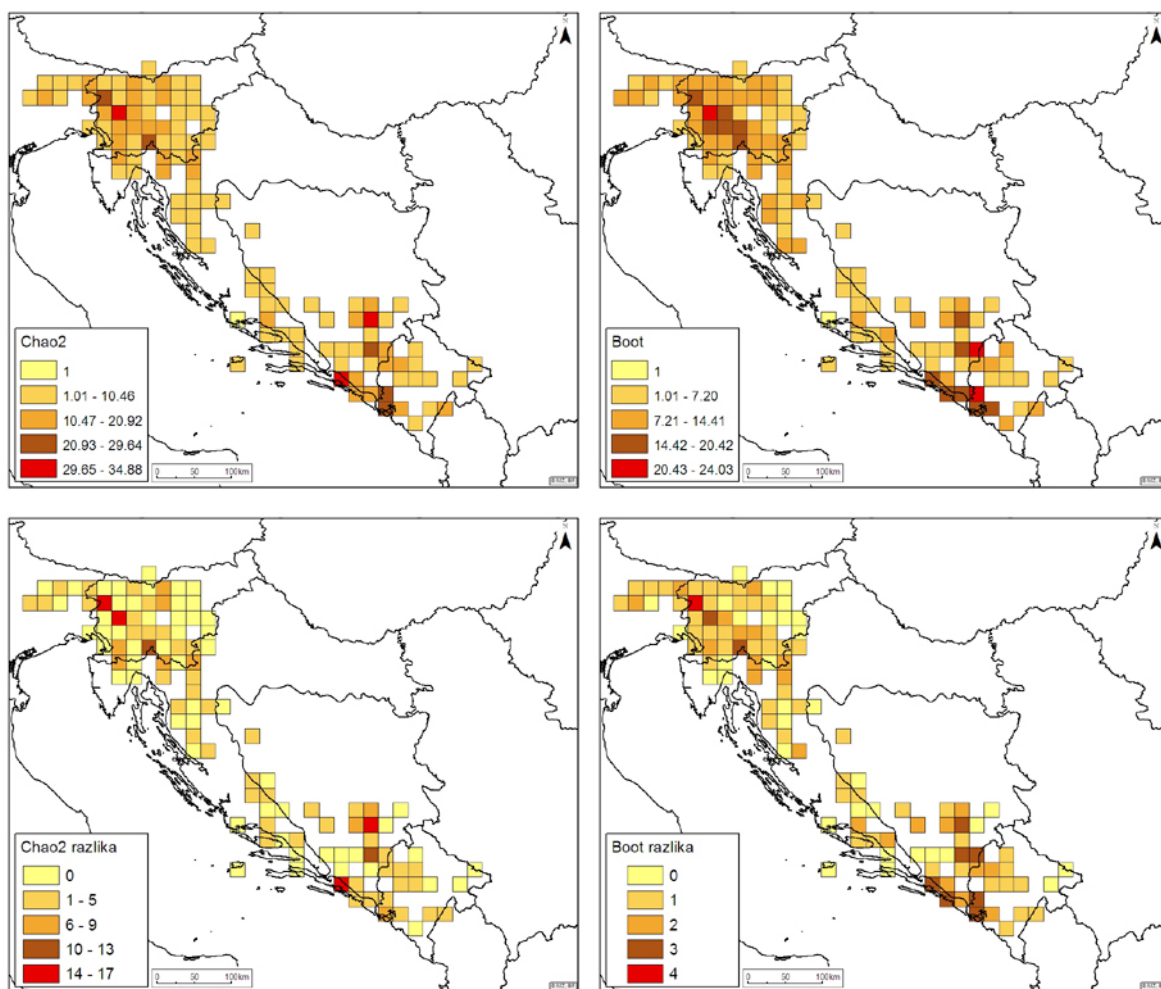 Chao2
1
1.01 - 10.46
10.47 - 20.92
20.93 - 29.64
29.65 - 34.88
0 50 100km
Boot
1
1.01 - 7.20
7.21 - 14.41
14.42 - 20.42
20.43 - 24.03
0 50 100km
Chao2 razlika
0
1 - 5
6 - 9
10 - 13
14 - 17
0 50 100km
Boot razlika
0
1
2
3
4
0 50 100km